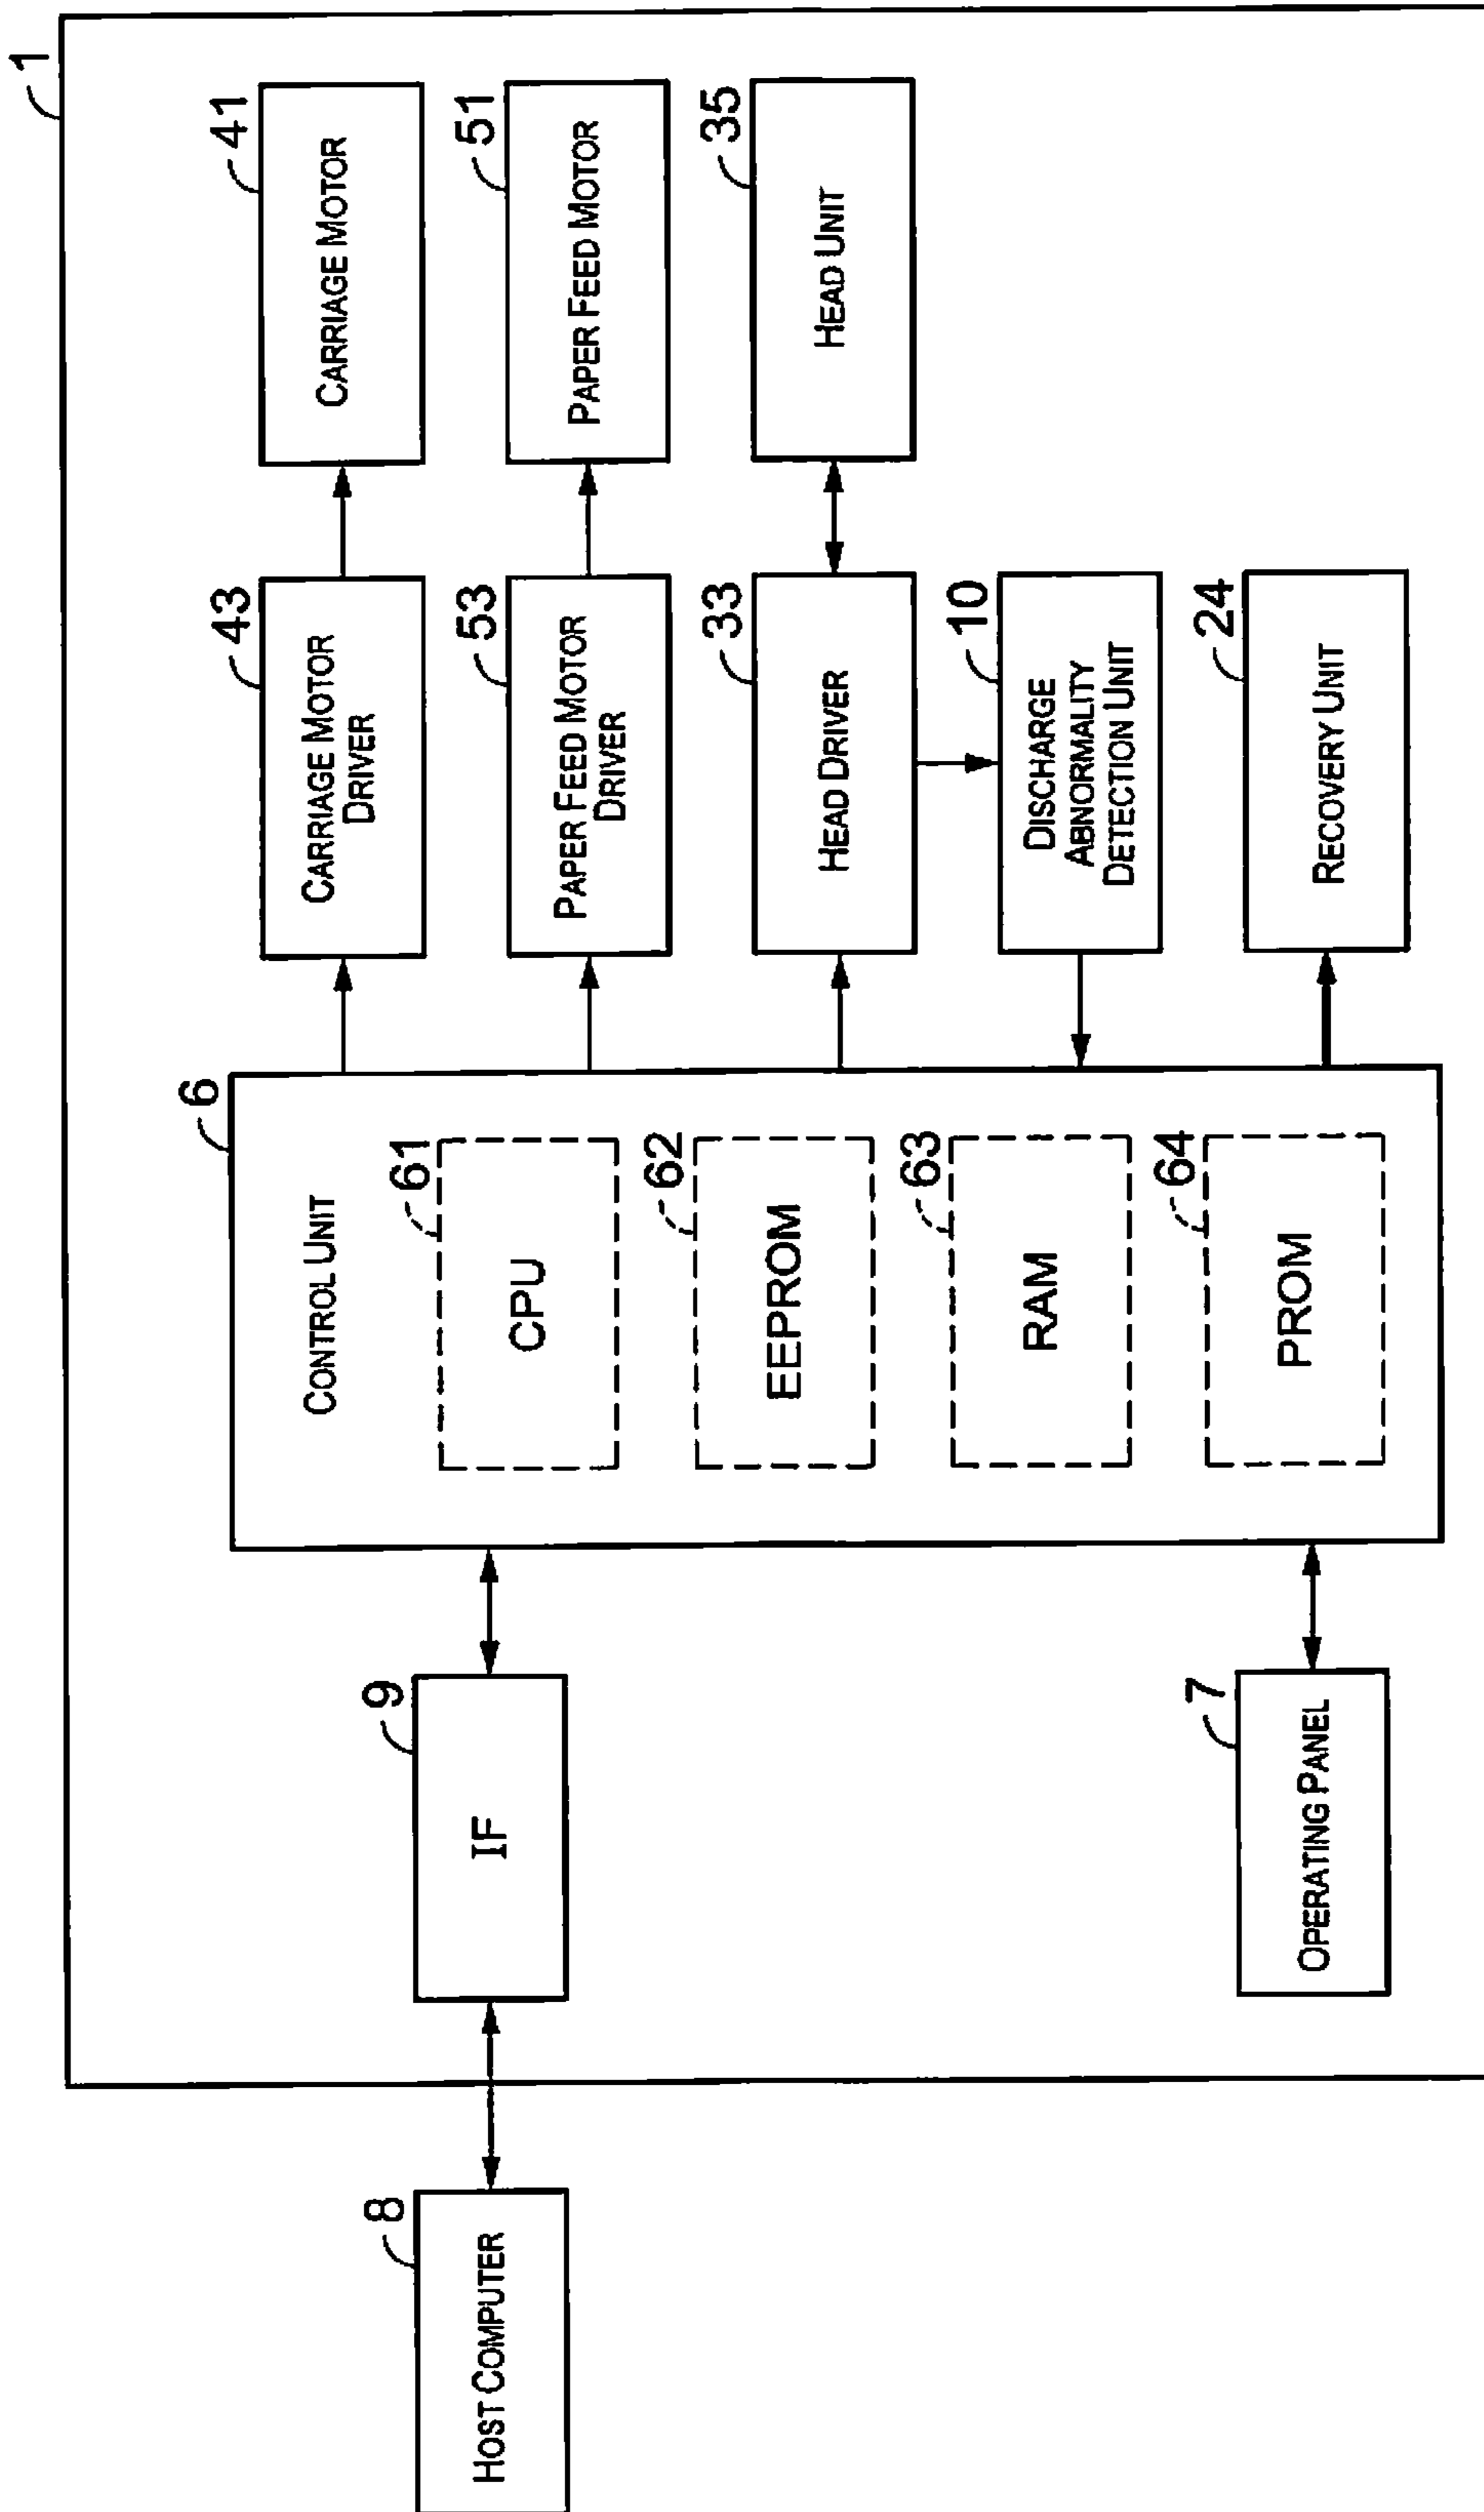 1
8
HOST COMPUTER
9
IF
7
OPERATING PANEL
6
CONTROL UNIT
61
CPU
62
EEPROM
63
RAM
64
PROM
43
CARRIAGE MOTOR
DRIVER
41
CARRIAGE MOTOR
53
PAPER FEED MOTOR
DRIVER
51
PAPER FEED MOTOR
33
HEAD DRIVER
35
HEAD UNIT
10
DISCHARGE
ABNORMALITY
DETECTION UNIT
24
RECOVERY UNIT